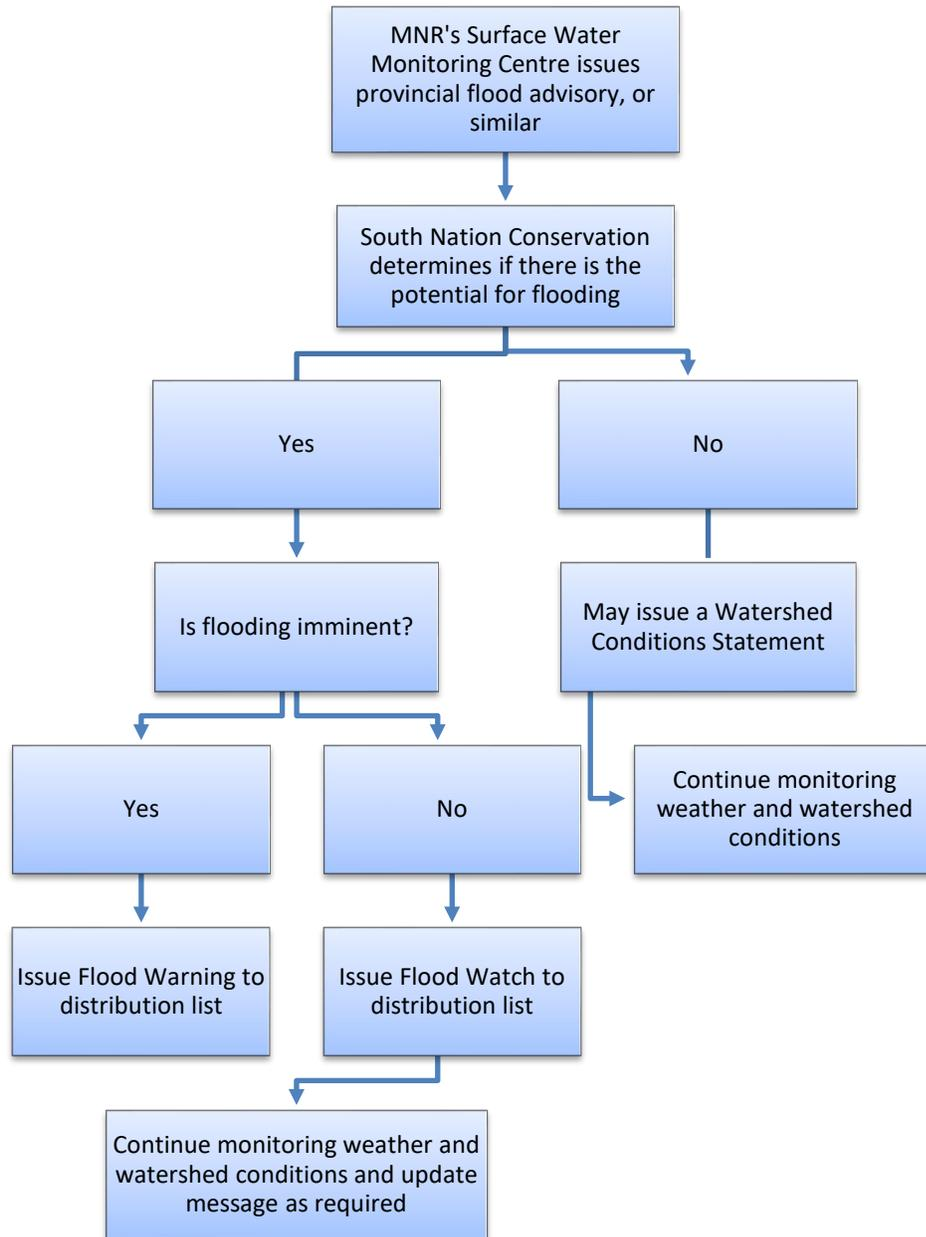 MNR's Surface Water
Monitoring Centre issues
provincial flood advisory, or
similar
South Nation Conservation
determines if there is the
potential for flooding
Yes
No
Is flooding imminent?
May issue a Watershed
Conditions Statement
Yes
No
Continue monitoring
weather and watershed
conditions
Issue Flood Warning to
distribution list
Issue Flood Watch to
distribution list
Continue monitoring weather and
watershed conditions and update
message as required